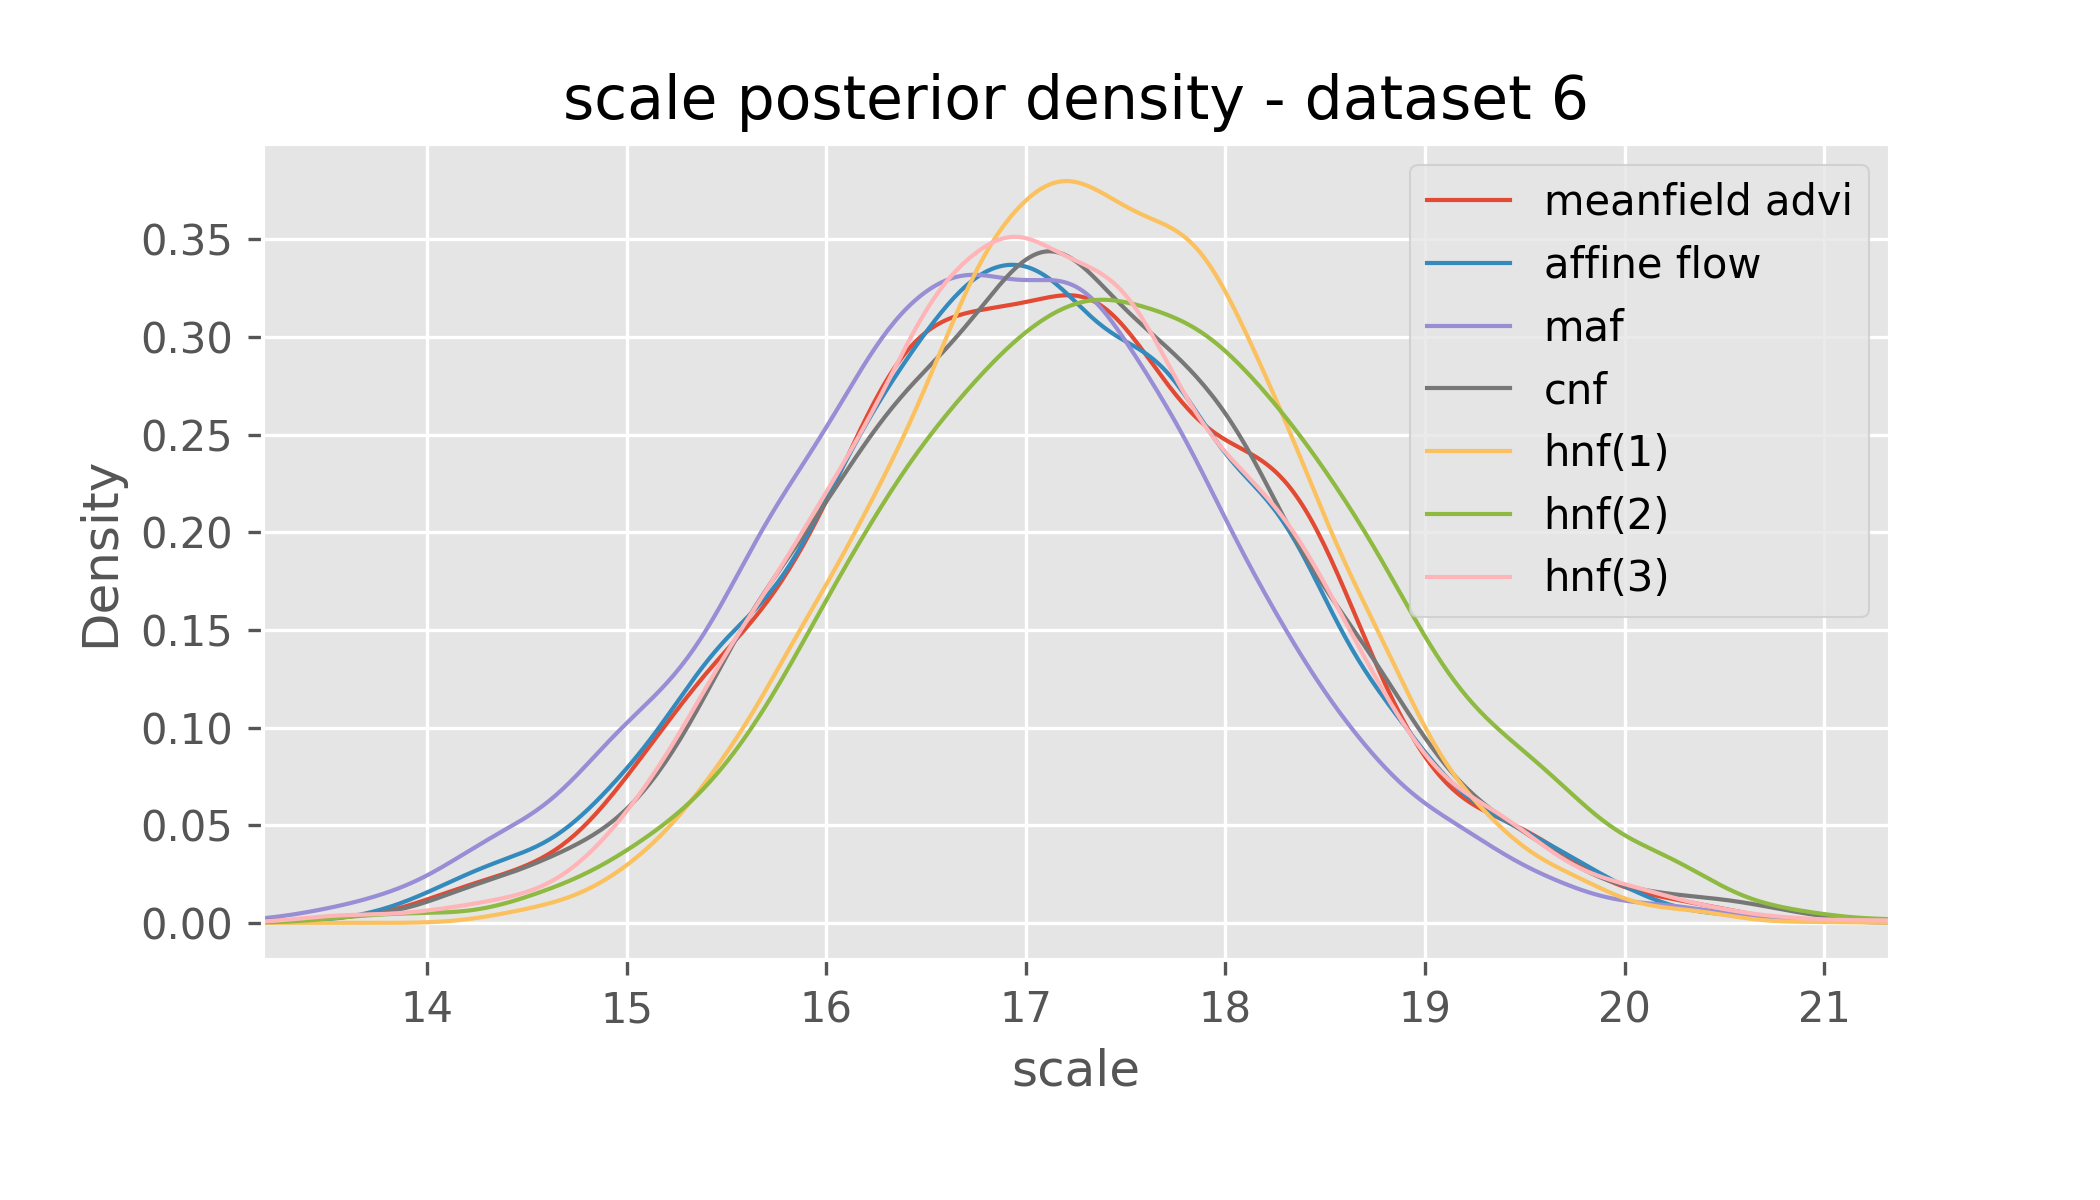 scale posterior density - dataset 6
meanfield advi
affine flow
maf
cnf
hnf(1)
hnf(2)
hnf(3)
Density
0.35
0.30
0.25
0.20
0.15
0.10
0.05
0.00
14 15 16 17 18 19 20 21
scale